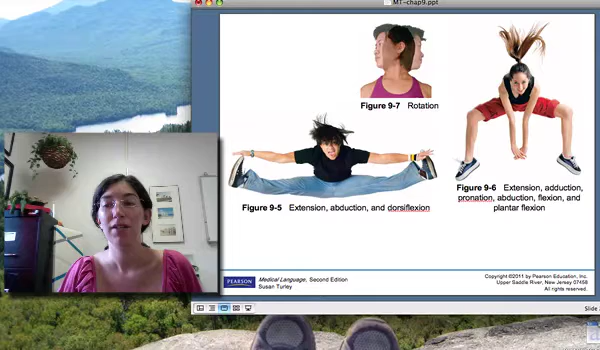 MT-chap9.ppt
Figure 9-7 Rotation
Figure 9-5 Extension, abduction, and dorsiflexion
Figure 9-6 Extension, adduction,
pronation, abduction, flexion, and
plantar flexion
PEARSON
Medical Language, Second Edition
Susan Turley
Copyright ©2011 by Pearson Education, Inc.
Upper Saddle River, New Jersey 07458
All rights reserved.
Slide